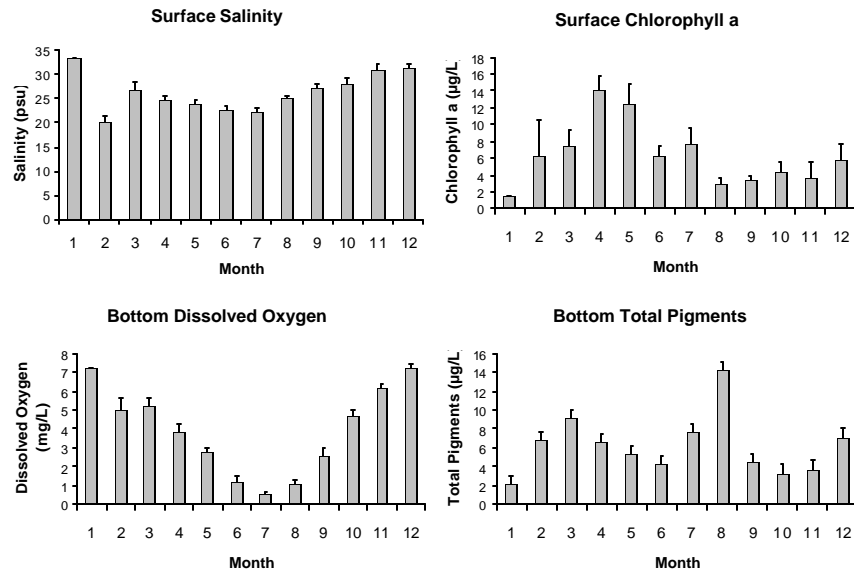 Surface Salinity
35
30
25
20
15
10
5
0
Salinity (psu)
1 2 3 4 5 6 7 8 9 10 11 12
Month
Surface Chlorophyll a
18
16
14
12
10
8
6
4
2
0
Chlorophyll a (µg/L)
1 2 3 4 5 6 7 8 9 10 11 12
Month
Bottom Dissolved Oxygen
8
7
6
5
4
3
2
1
0
Dissolved Oxygen
(mg/L)
1 2 3 4 5 6 7 8 9 10 11 12
Month
Bottom Total Pigments
16
14
12
10
8
6
4
2
0
Total Pigments (µg/L)
1 2 3 4 5 6 7 8 9 10 11 12
Month